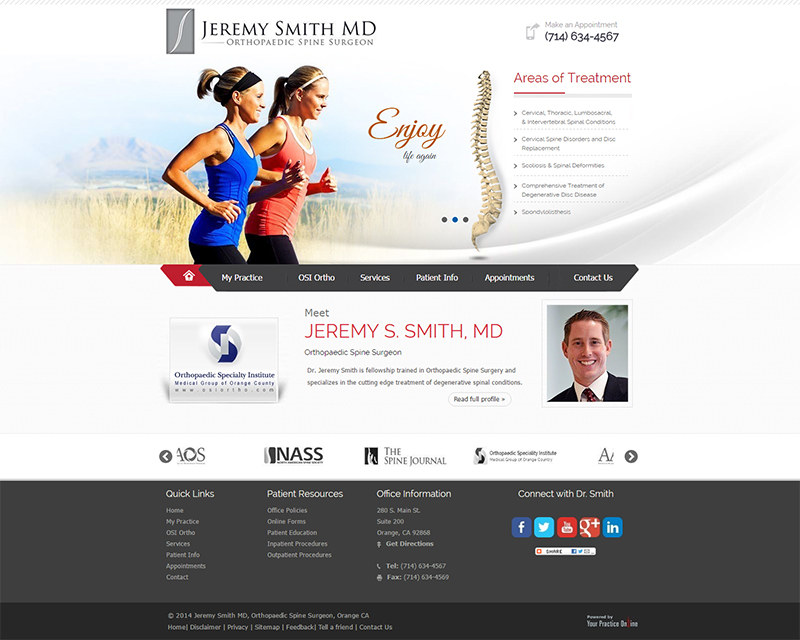 JEREMY SMITH MD
ORTHOPAEDIC SPINE SURGEON
Make an Appointment
(714) 634-4567
Areas of Treatment
Cervical, Thoracic, Lumbosacral,
& Intervertebral Spinal Conditions
Cervical Spine Disorders and Disc
Replacement
Scoliosis & Spinal Deformities
Comprehensive Treatment of
Degenerative Disc Disease
Spondylolisthesis
Enjoy
life again
My Practice
OSI Ortho
Services
Patient Info
Appointments
Contact Us
Orthopaedic Specialty Institute
Medical Group of Orange County
www.osiortho.com
Meet
JEREMY S. SMITH, MD
Orthopaedic Spine Surgeon
Dr. Jeremy Smith is fellowship trained in Orthopaedic Spine Surgery and
specializes in the cutting edge treatment of degenerative spinal conditions.
Read full profile »
AOS
NASS
NORTH AMERICAN SPINE SOCIETY
THE
SPINE JOURNAL
Orthopaedic Speciality Institute
Medical Group of Orange Country
Quick Links
Home
My Practice
OSI Ortho
Services
Patient Info
Appointments
Contact
Patient Resources
Office Policies
Online Forms
Patient Education
Inpatient Procedures
Outpatient Procedures
Office Information
280 S. Main St.
Suite 200
Orange, CA 92868
Get Directions
Tel: (714) 634-4567
Fax: (714) 634-4569
Connect with Dr. Smith
f
You
Tube
g+
in
SHARE
© 2014 Jeremy Smith MD, Orthopaedic Spine Surgeon, Orange CA
Home| Disclaimer | Privacy | Sitemap | Feedback| Tell a friend | Contact Us
Powered by
Your Practice Online